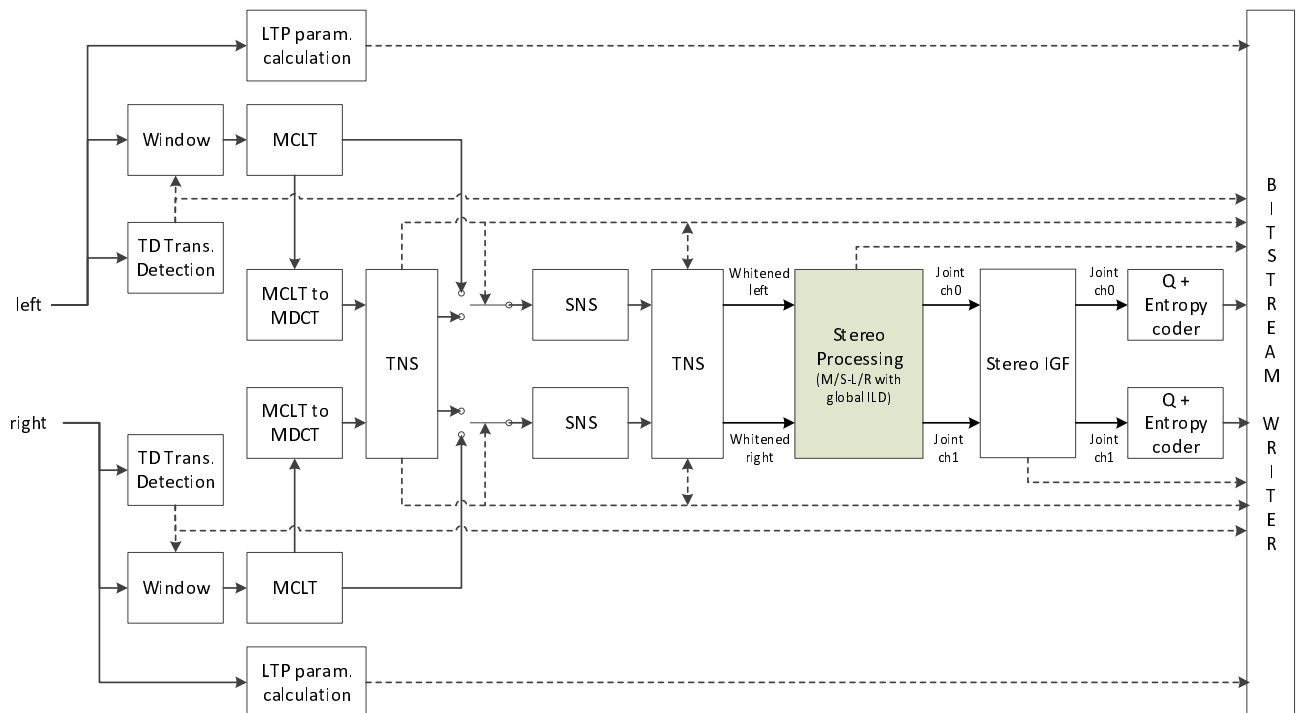 LTP param.
calculation
Window
MCLT
TD Trans.
Detection
left
MCLT to
MDCT
TNS
SNS
TNS
Whitened
left
Stereo
Processing
(M/S-L/R with
global ILD)
Joint
ch0
Stereo IGF
Joint
ch0
Q +
Entropy
coder
right
MCLT to
MDCT
SNS
Whitened
right
Joint
ch1
Joint
ch1
Q +
Entropy
coder
TD Trans.
Detection
Window
MCLT
LTP param.
calculation
BITSTREAM WRITER